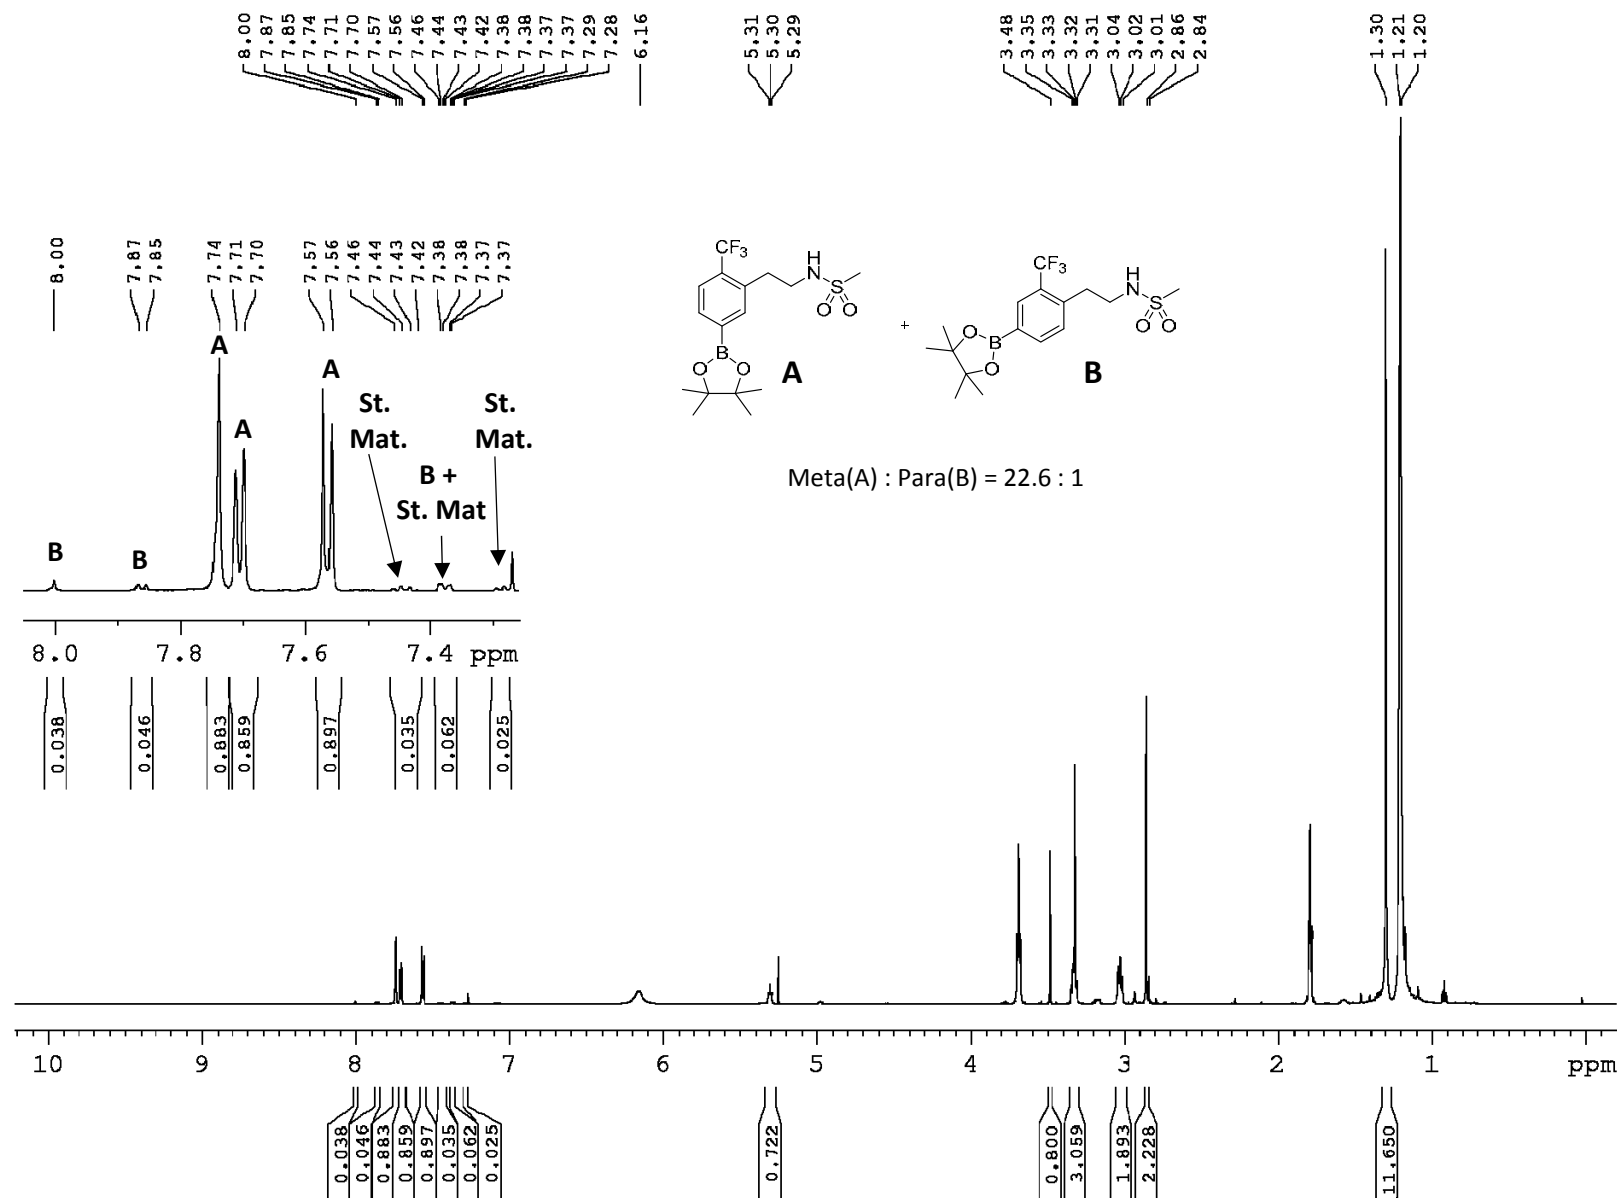 8.00
7.87
7.85
7.74
7.71
7.70
7.57
7.56
7.46
7.44
7.43
7.42
7.38
7.38
7.37
7.37
7.29
7.28
6.16
5.31
5.30
5.29
3.48
3.35
3.33
3.32
3.31
3.04
3.02
3.01
2.86
2.84
1.30
1.21
1.20
8.00
7.87
7.85
7.74
7.71
7.70
7.57
7.56
7.46
7.44
7.43
7.42
7.38
7.38
7.37
7.37
B
B
A
A
A
St.
Mat.
B +
St. Mat
St.
Mat.
8.0 7.8 7.6 7.4 ppm
0.038
0.046
0.883
0.859
0.897
0.035
0.062
0.025
CF3
H
N
S
O O
B
O O
A
+
CF3
H
N
S
O O
O
B
O
B
Meta(A) : Para(B) = 22.6 : 1
10 9 8 7 6 5 4 3 2 1 ppm
0.038
0.046
0.883
0.859
0.897
0.035
0.062
0.025
0.722
0.800
3.059
1.893
2.228
11.650